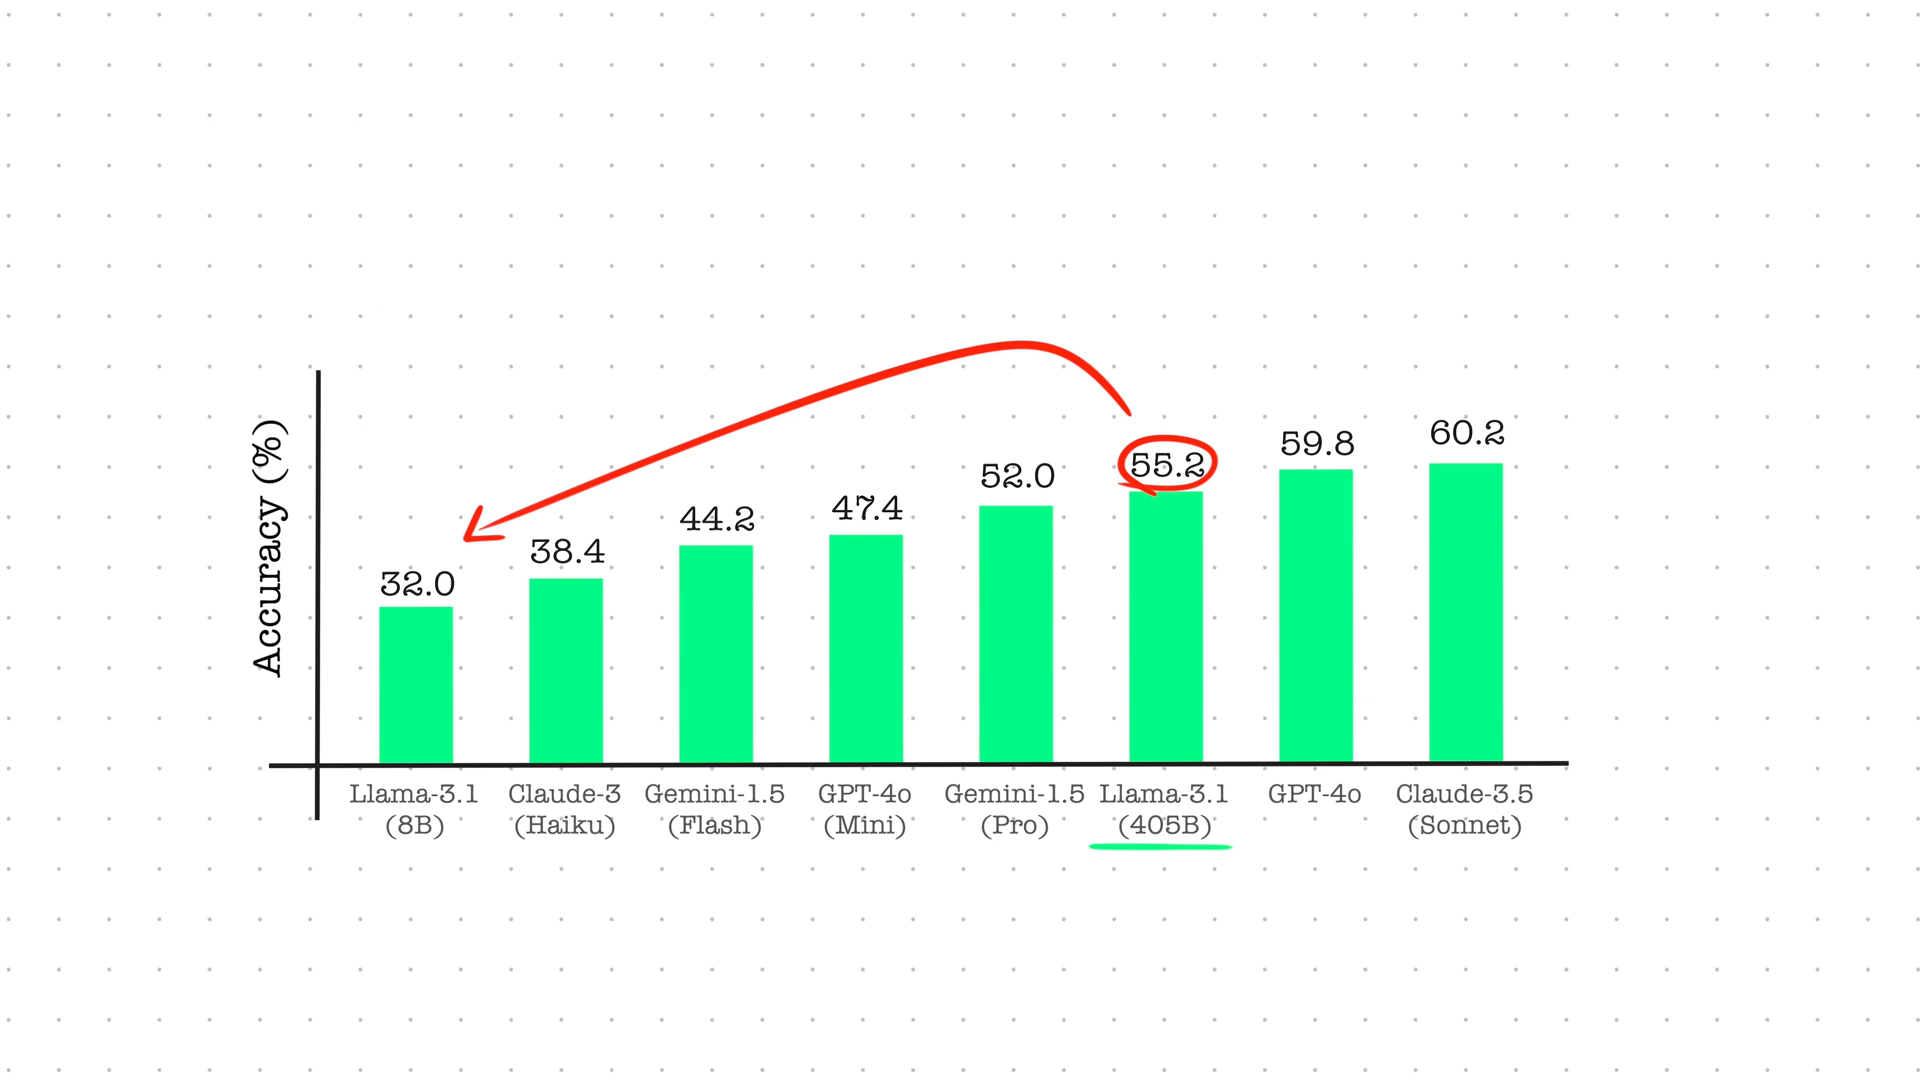 Accuracy (%)
32.0
38.4
44.2
47.4
52.0
55.2
59.8
60.2
Llama-3.1
(8B)
Claude-3
(Haiku)
Gemini-1.5
(Flash)
GPT-4o
(Mini)
Gemini-1.5
(Pro)
Llama-3.1
(405B)
GPT-4o
Claude-3.5
(Sonnet)